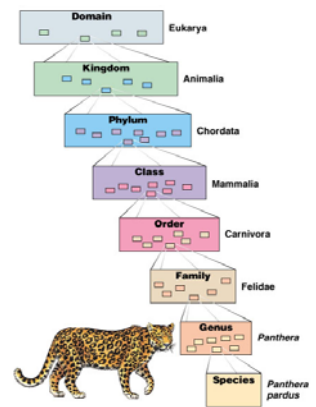 Domain
Eukarya
Kingdom
Animalia
Phylum
Chordata
Class
Mammalia
Order
Carnivora
Family
Felidae
Genus
Panthera
Species
Panthera
pardus